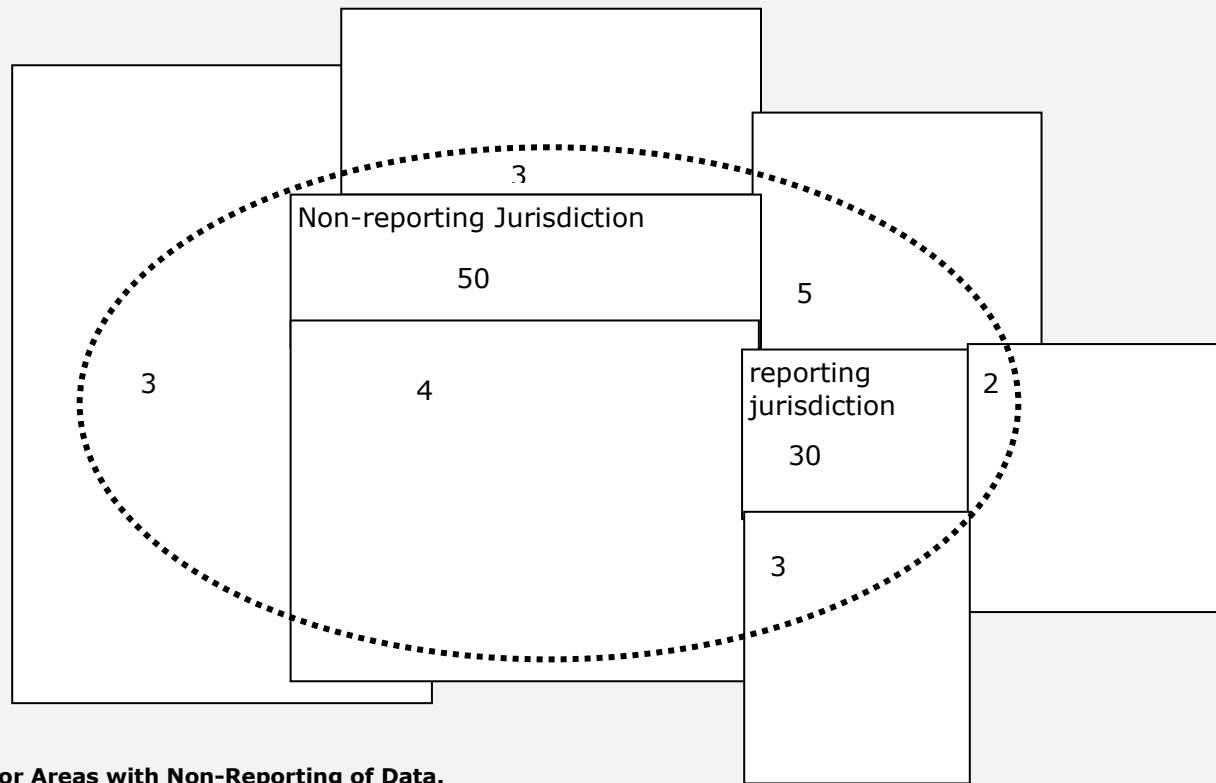 3
Non-reporting Jurisdiction
50
5
3
4
reporting
jurisdiction
2
30
3
or Areas with Non-Reporting of Data.